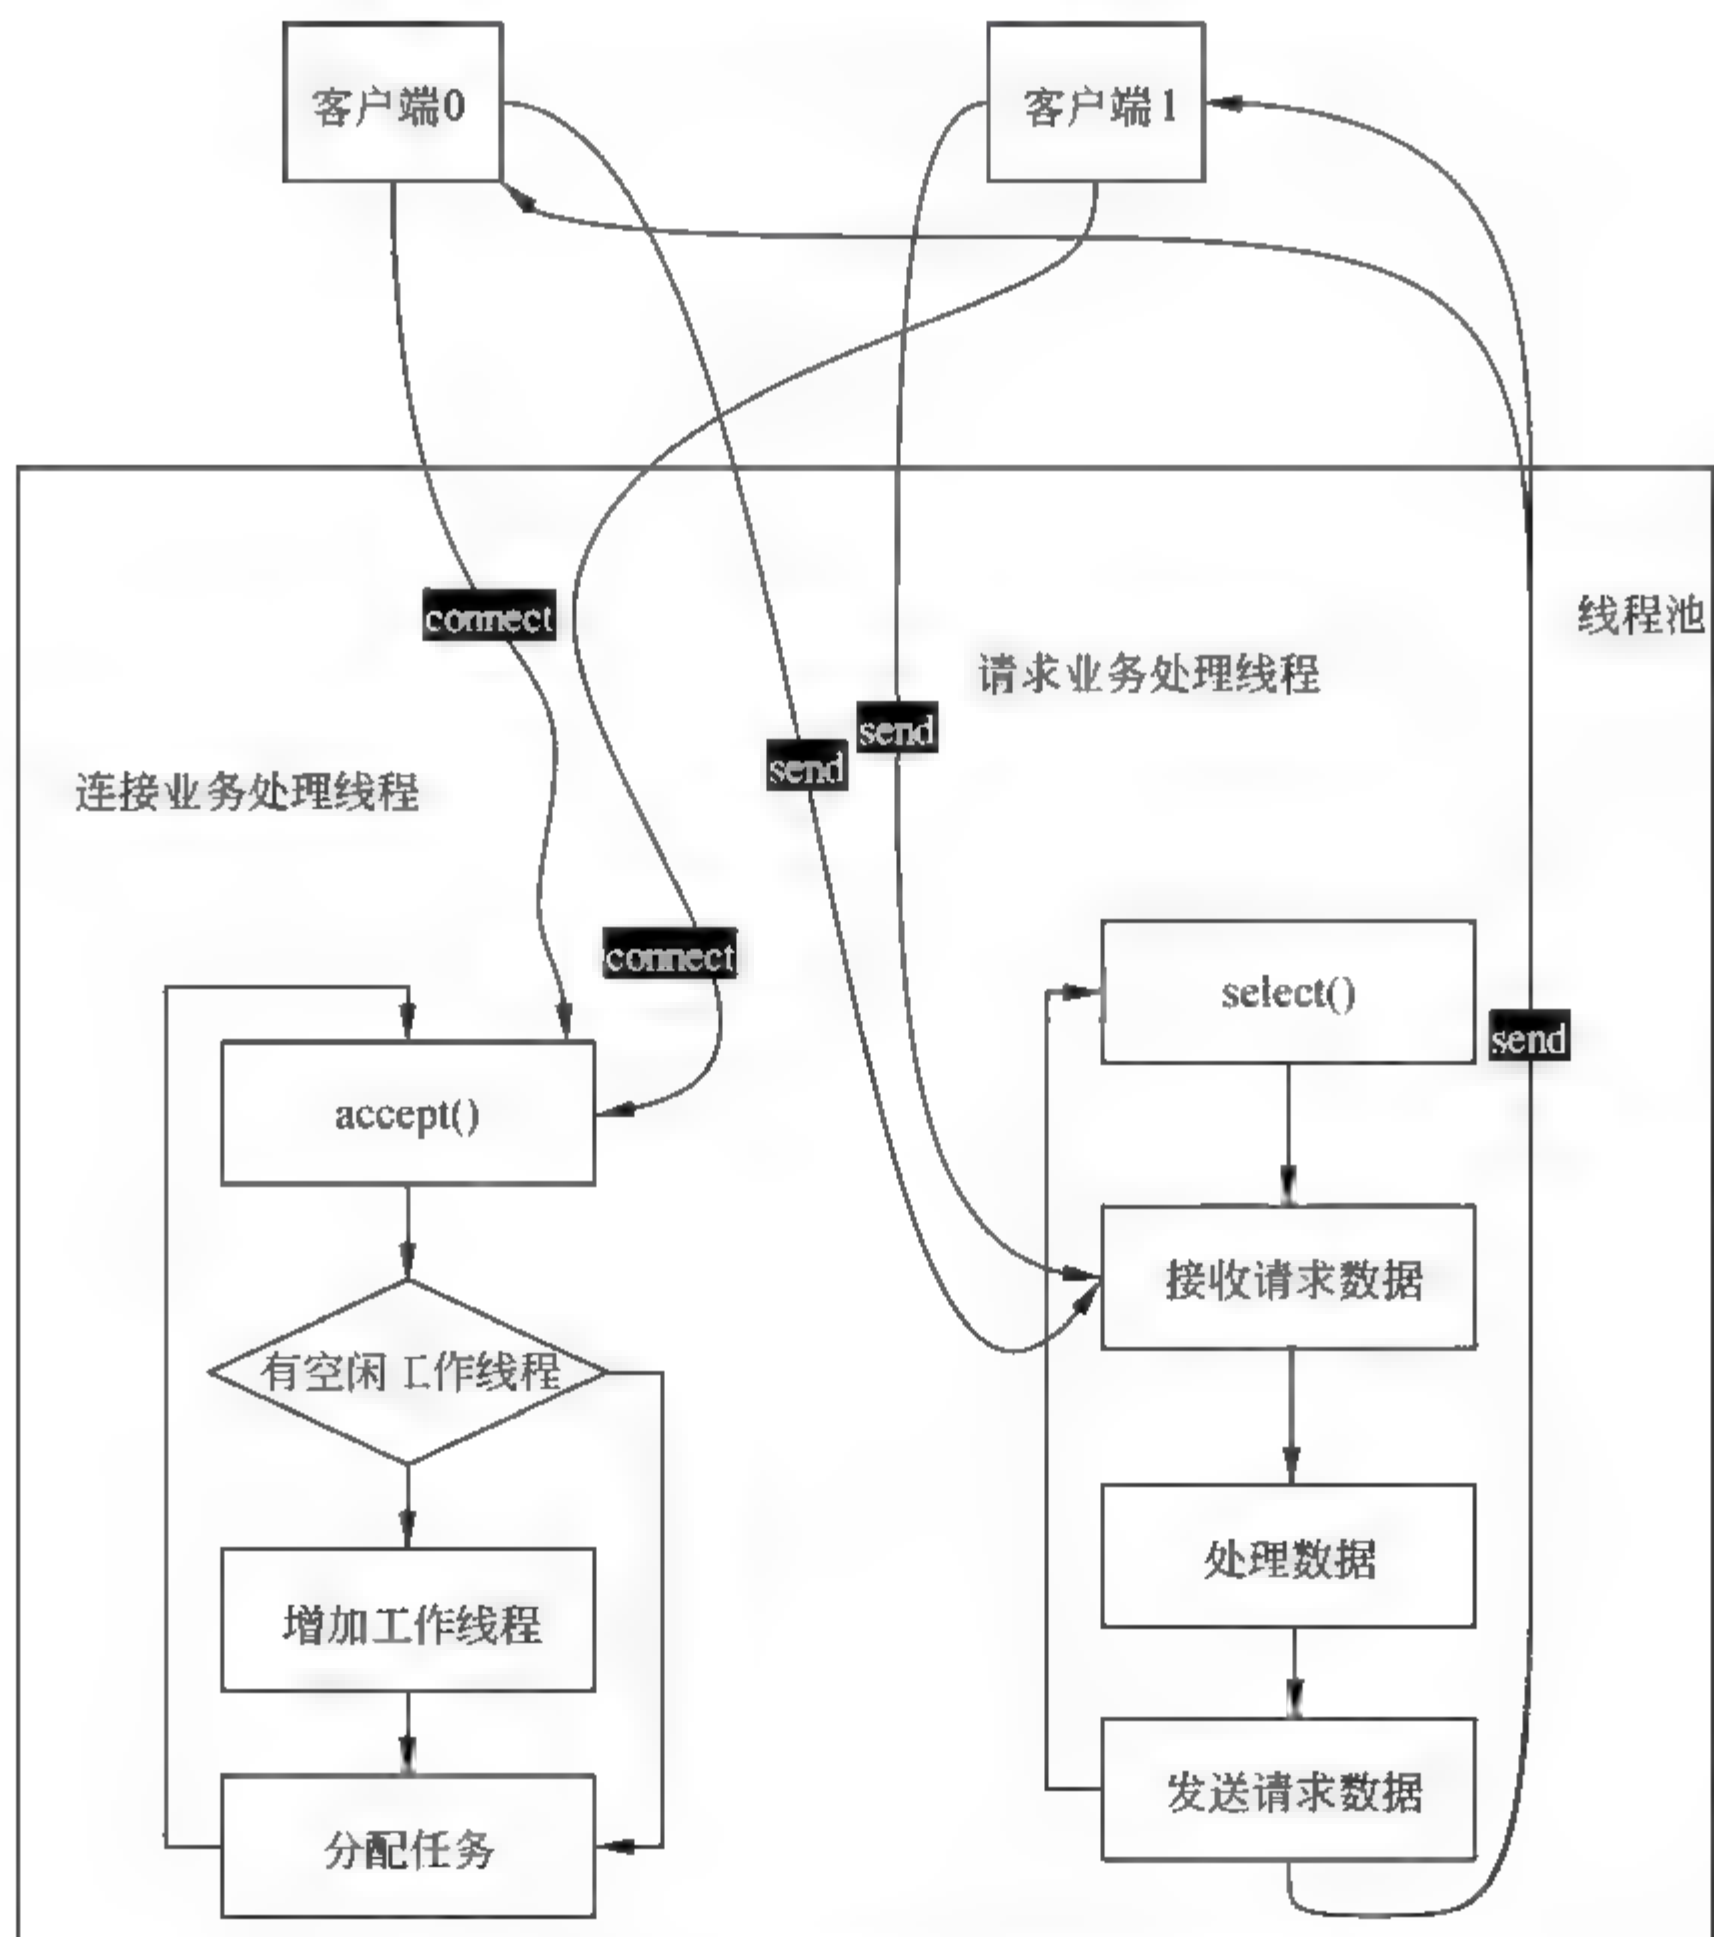 客户端0
客户端1
connect
线程池
请求业务处理线程
send
send
连接业务处理线程
connect
select()
send
accept()
接收请求数据
有空闲工作线程
处理数据
增加工作线程
发送请求数据
分配任务